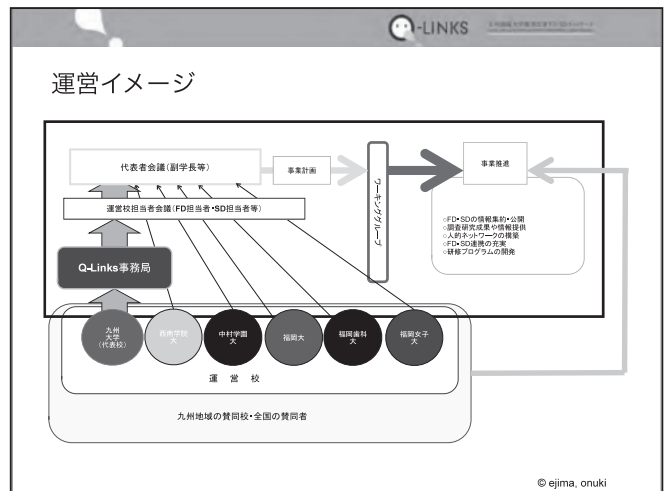 Q-LINKS
運営イメージ
代表者会議（副学長等）
事業計画
ワーキンググループ
事業推進
運営校担当者会議（FD担当者・SD担当者等）
○FD・SDの情報集約・公開
○調査研究成果や情報提供
○人的ネットワークの構築
○FD・SD連携の充実
○研修プログラムの開発
Q-Links事務局
九州
大学
（代表校）
西南学院
大
中村学園
大
福岡大
福岡歯科
大
福岡女子
大
運 営 校
九州地域の賛同校・全国の賛同者
© ejima, onuki